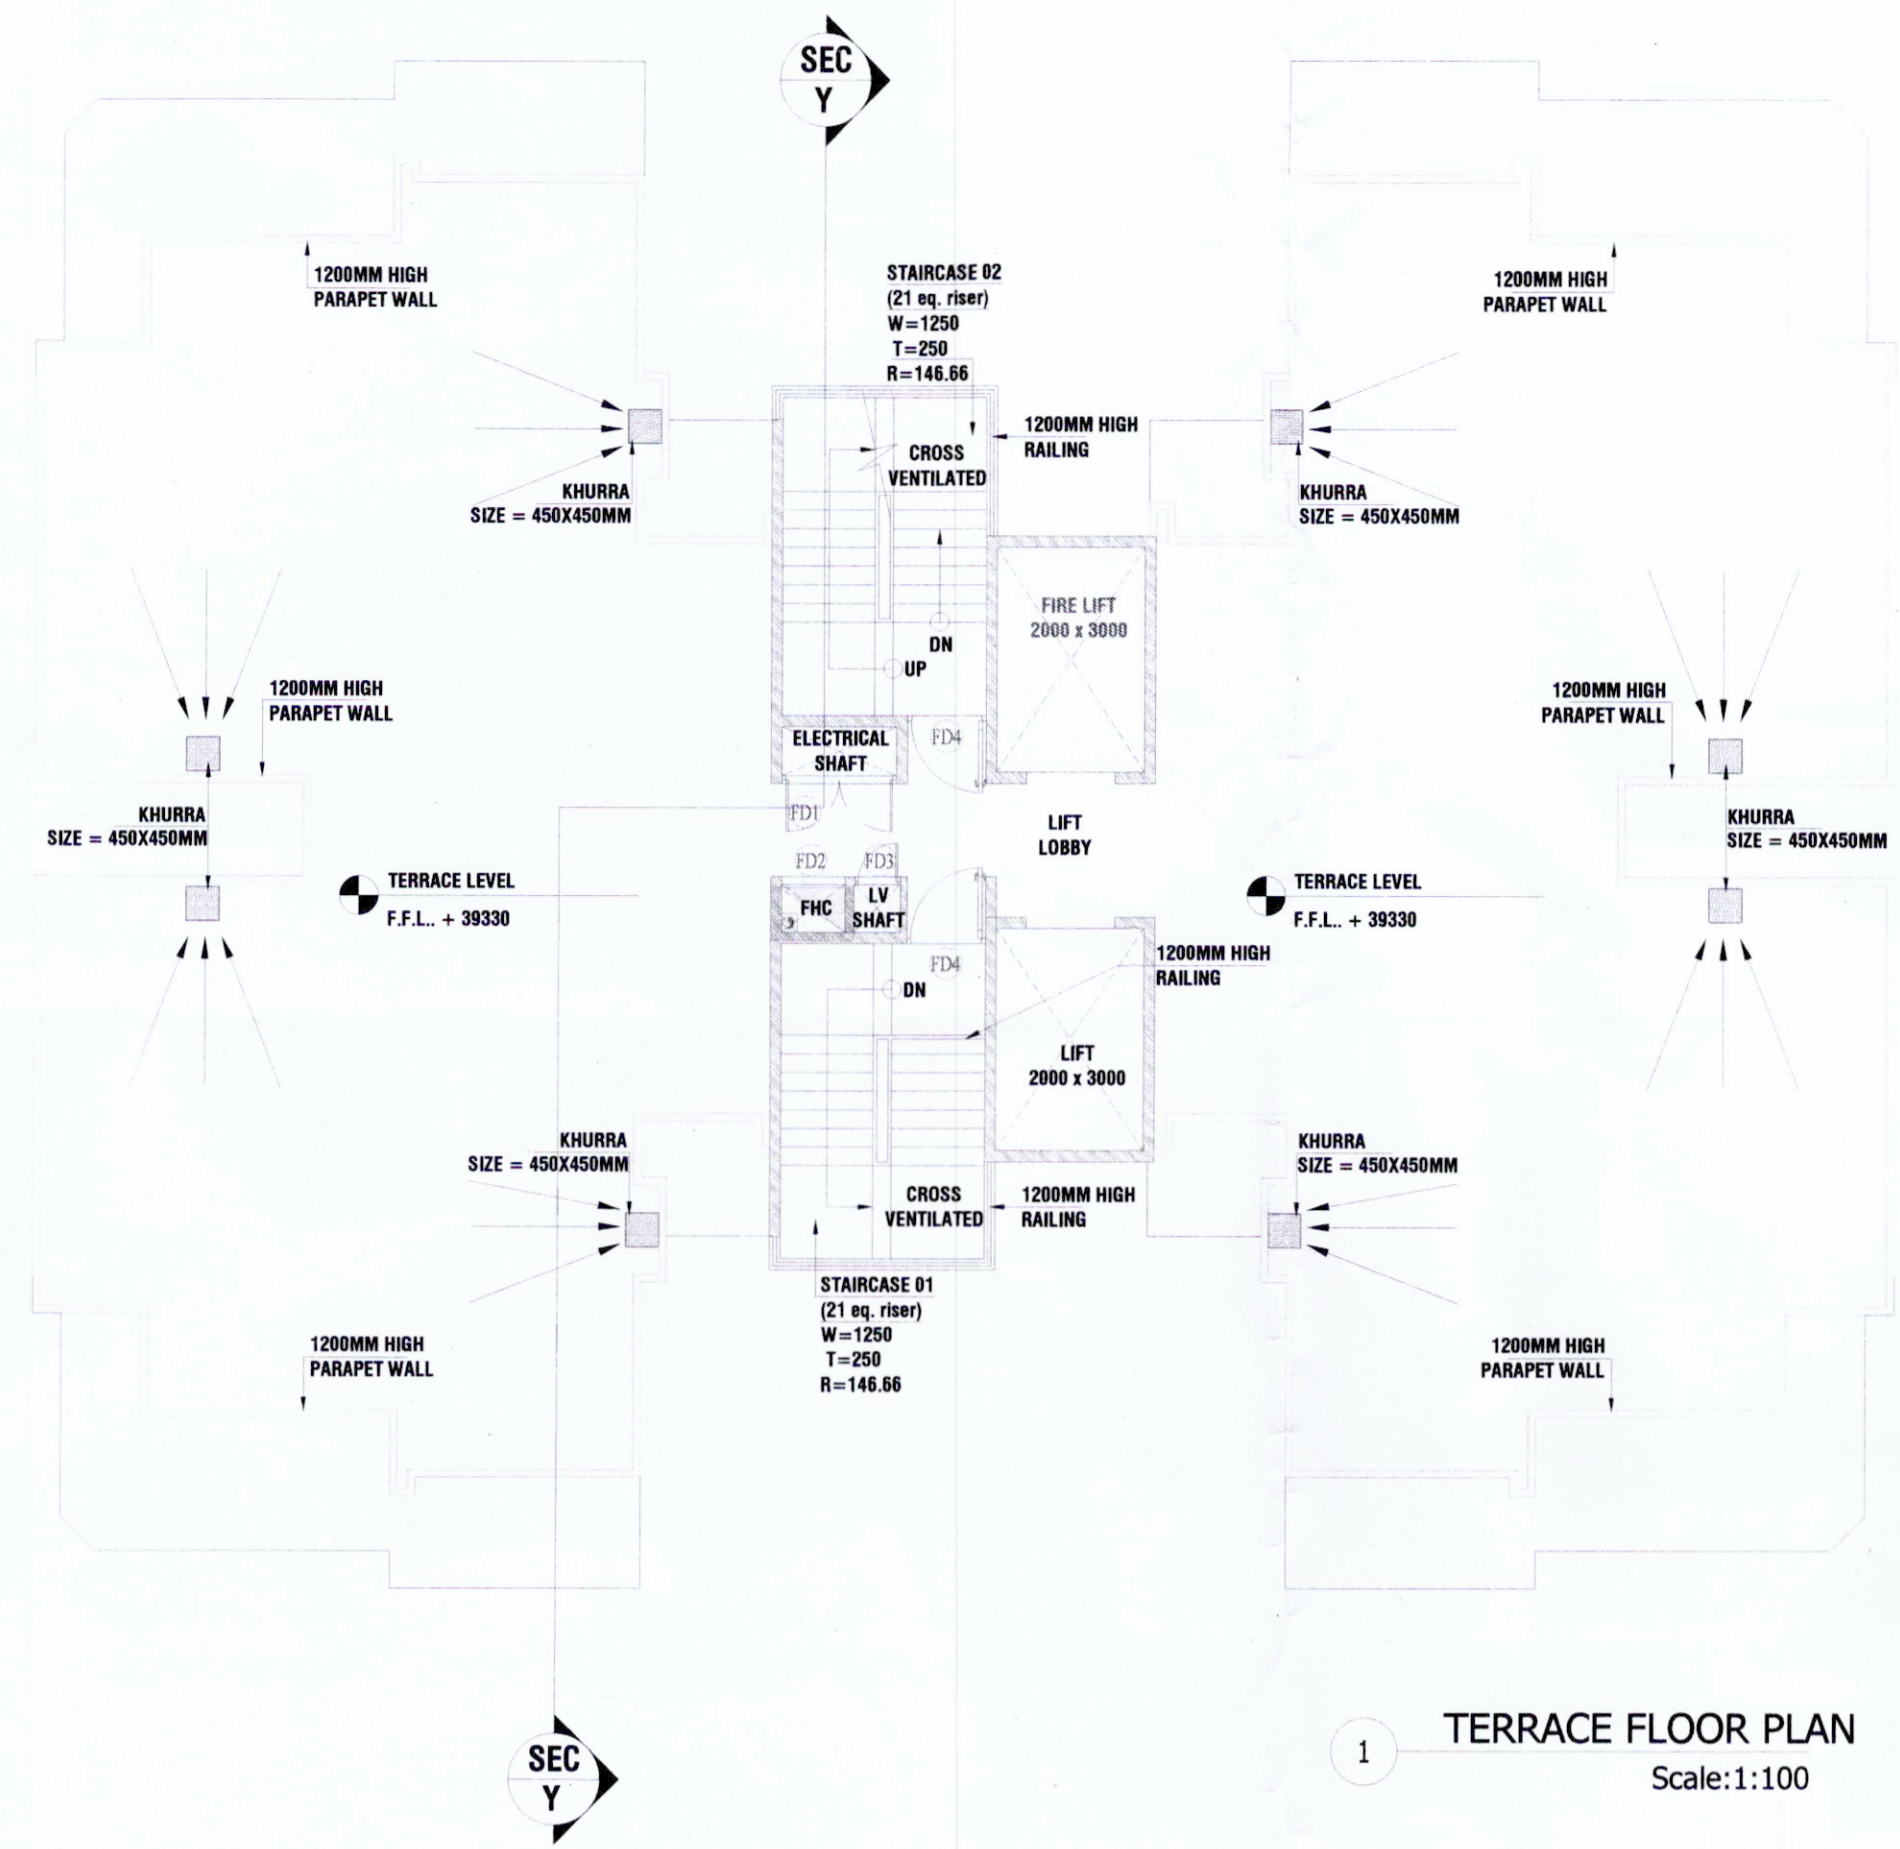 SEC
Y
1200MM HIGH
PARAPET WALL
STAIRCASE 02
(21 eq. riser)
W=1250
T=250
R=146.66
1200MM HIGH
PARAPET WALL
KHURRA
SIZE = 450X450MM
CROSS
VENTILATED
1200MM HIGH
RAILING
KHURRA
SIZE = 450X450MM
FIRE LIFT
2000 x 3000
DN
UP
1200MM HIGH
PARAPET WALL
1200MM HIGH
PARAPET WALL
ELECTRICAL
SHAFT
FD4
KHURRA
SIZE = 450X450MM
FD1
LIFT
LOBBY
KHURRA
SIZE = 450X450MM
FD2
FD3
TERRACE LEVEL
F.F.L.. + 39330
FHC
LV
SHAFT
TERRACE LEVEL
F.F.L.. + 39330
FD4
DN
1200MM HIGH
RAILING
LIFT
2000 x 3000
KHURRA
SIZE = 450X450MM
KHURRA
SIZE = 450X450MM
CROSS
VENTILATED
1200MM HIGH
RAILING
STAIRCASE 01
(21 eq. riser)
W=1250
T=250
R=146.66
1200MM HIGH
PARAPET WALL
1200MM HIGH
PARAPET WALL
SEC
Y
1
TERRACE FLOOR PLAN
Scale:1:100